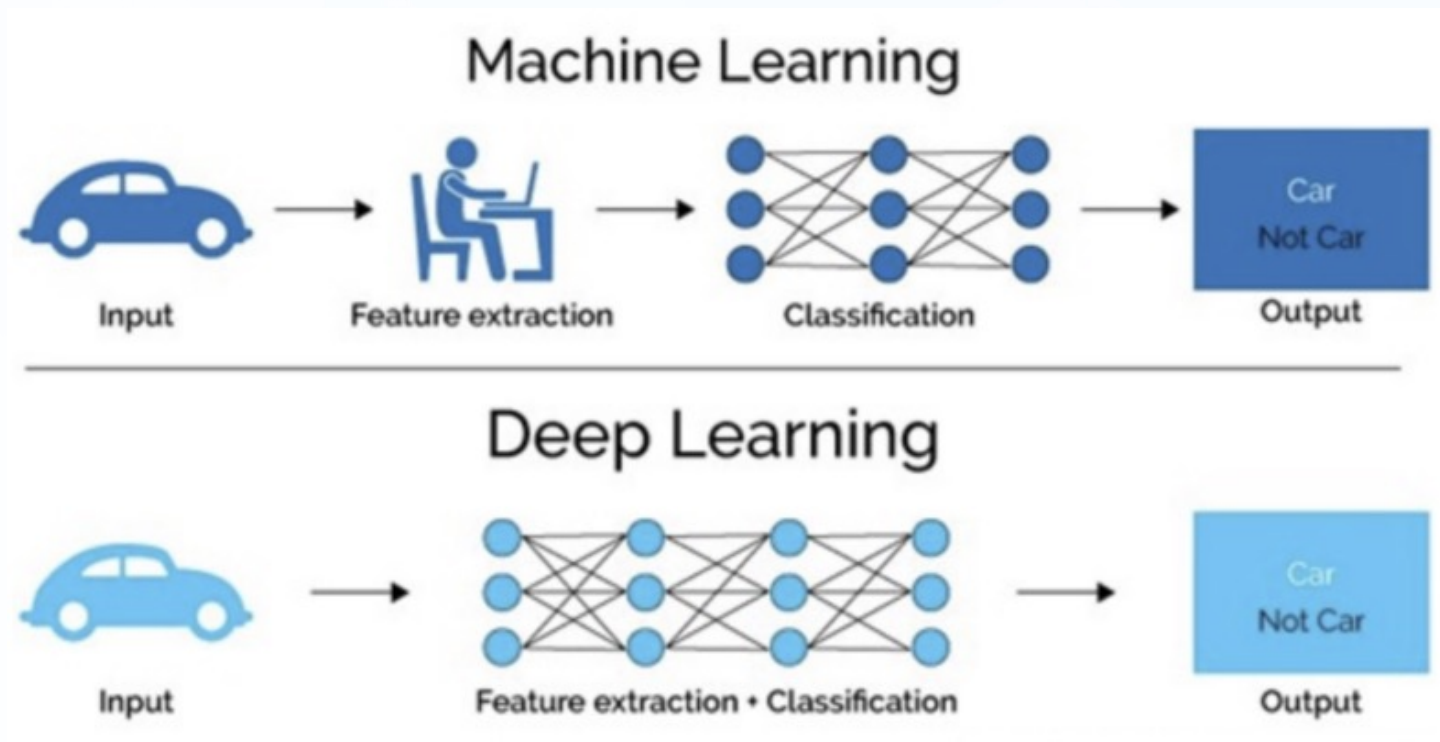 Machine Learning
Input
Feature extraction
Classification
Car
Not Car
Output
Deep Learning
Input
Feature extraction + Classification
Car
Not Car
Output